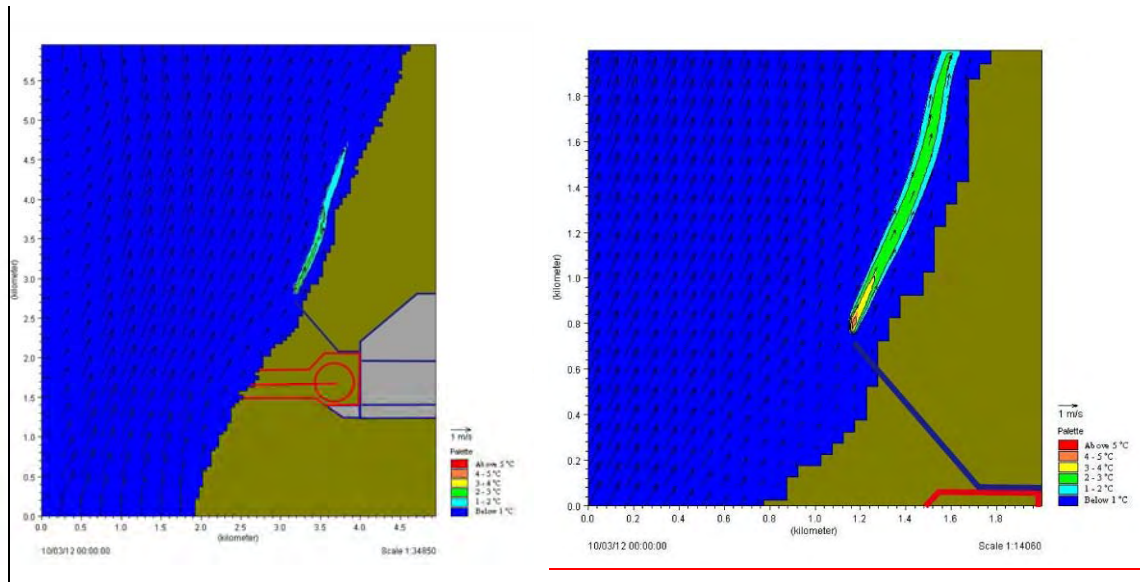 5.5
5.0
4.5
4.0
3.5
3.0
2.5
2.0
1.5
1.0
0.5
0.0
(kilometer)
0.0 0.5 1.0 1.5 2.0 2.5 3.0 3.5 4.0 4.5
(kilometer)
10/03/12 00:00:00
Scale 1:34850
1 m/s
Palette
Above 5 °C
4 - 5 °C
3 - 4 °C
2 - 3 °C
1 - 2 °C
Below 1 °C
1.8
1.6
1.4
1.2
1.0
0.8
0.6
0.4
0.2
0.0
(kilometer)
0.0 0.2 0.4 0.6 0.8 1.0 1.2 1.4 1.6 1.8
(kilometer)
10/03/12 00:00:00
Scale 1:14060
1 m/s
Palette
Above 5 °C
4 - 5 °C
3 - 4 °C
2 - 3 °C
1 - 2 °C
Below 1 °C